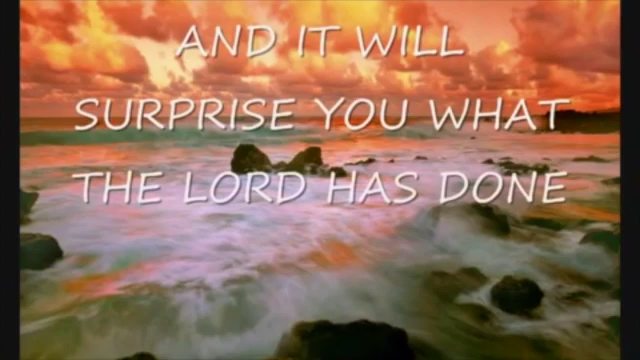 AND IT WILL
SURPRISE YOU WHAT
THE LORD HAS DONE